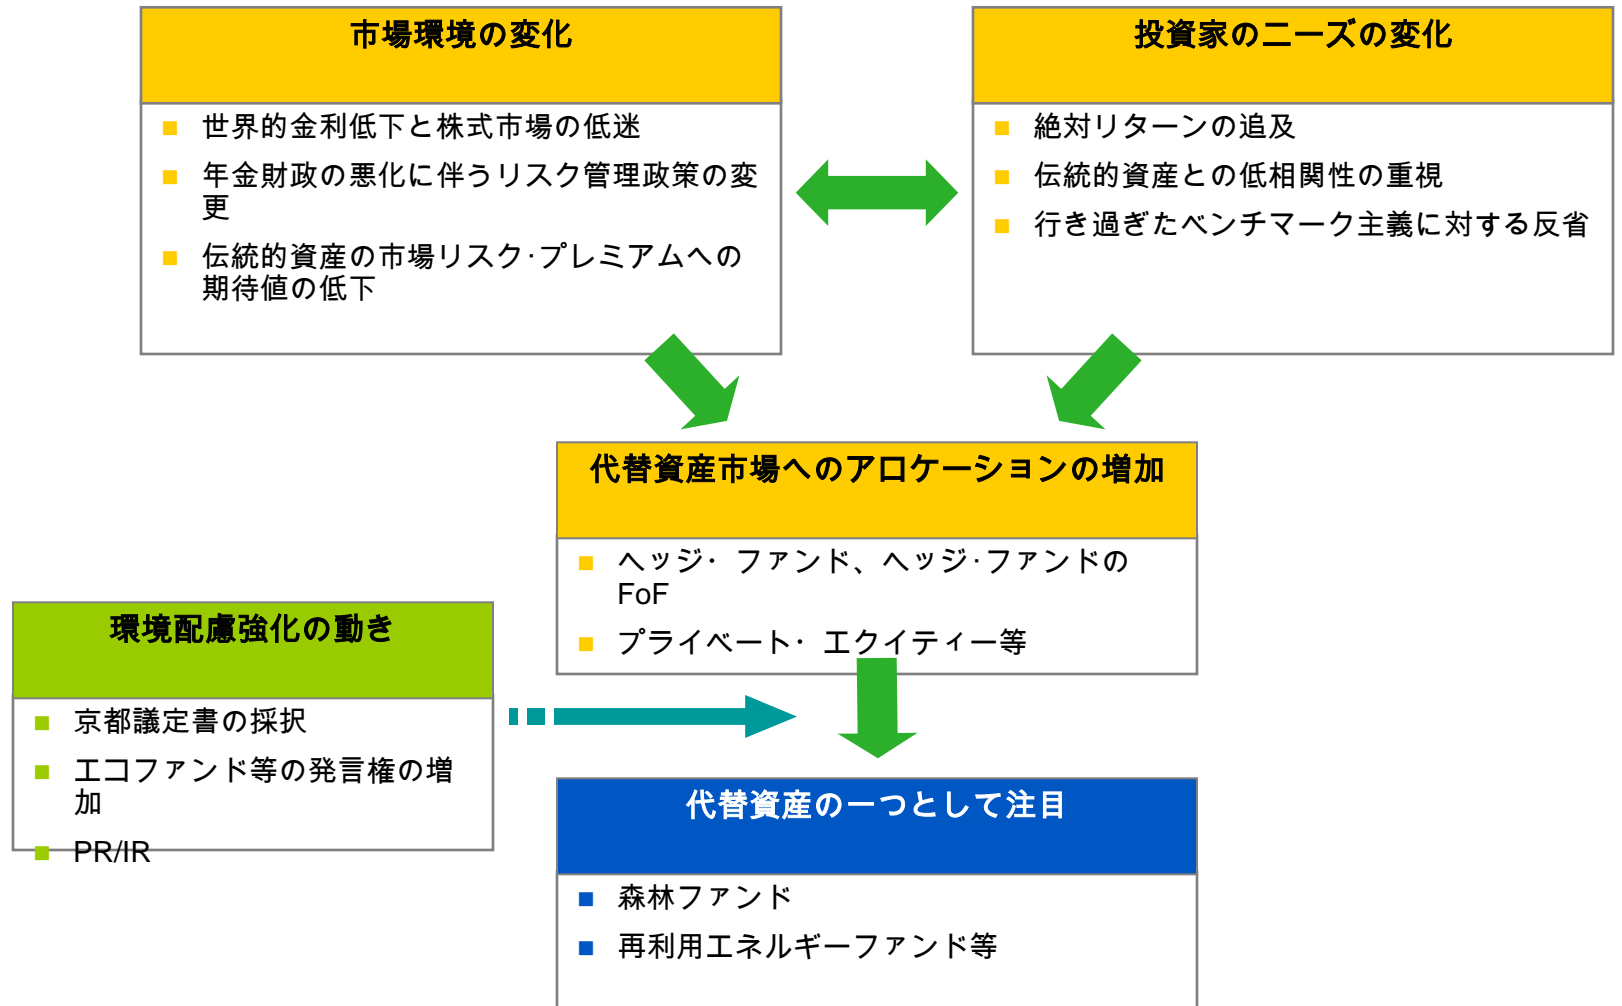 市場環境の変化
世界的金利低下と株式市場の低迷
年金財政の悪化に伴うリスク管理政策の変
更
伝統的資産の市場リスク･プレミアムへの
期待値の低下
投資家のニーズの変化
絶対リターンの追及
伝統的資産との低相関性の重視
行き過ぎたベンチマーク主義に対する反省
代替資産市場へのアロケーションの増加
ヘッジ・ファンド、ヘッジ･ファンドの
FoF
プライベート・エクイティー等
環境配慮強化の動き
京都議定書の採択
エコファンド等の発言権の増
加
PR/IR
代替資産の一つとして注目
森林ファンド
再利用エネルギーファンド等